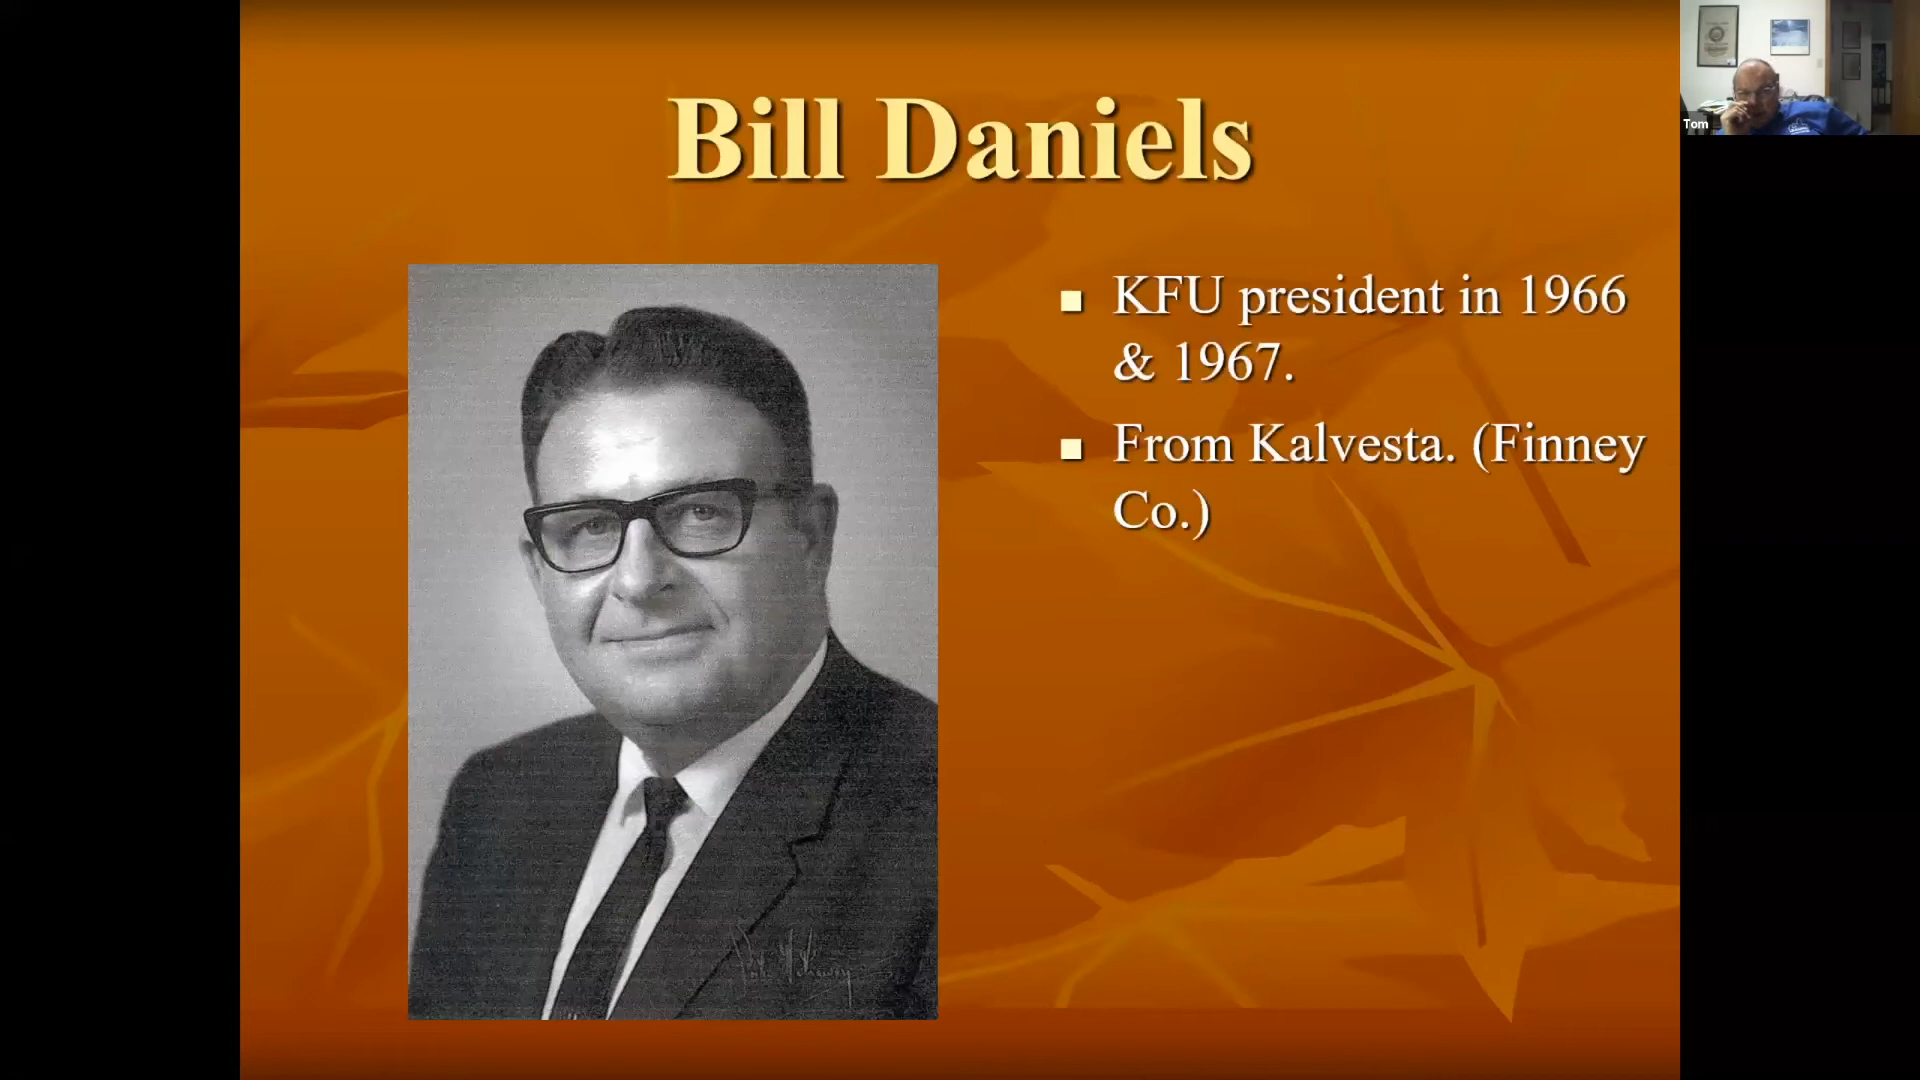 Bill Daniels
KFU president in 1966
& 1967.
From Kalvesta. (Finney
Co.)
Tom